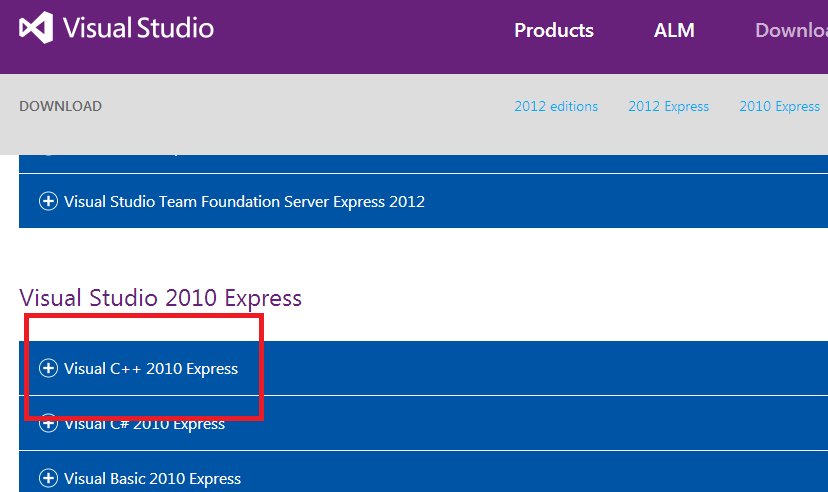 Visual Studio
Products ALM Downloa
DOWNLOAD 2012 editions 2012 Express 2010 Express
Visual Studio Team Foundation Server Express 2012
Visual Studio 2010 Express
Visual C++ 2010 Express
Visual C# 2010 Express
Visual Basic 2010 Express